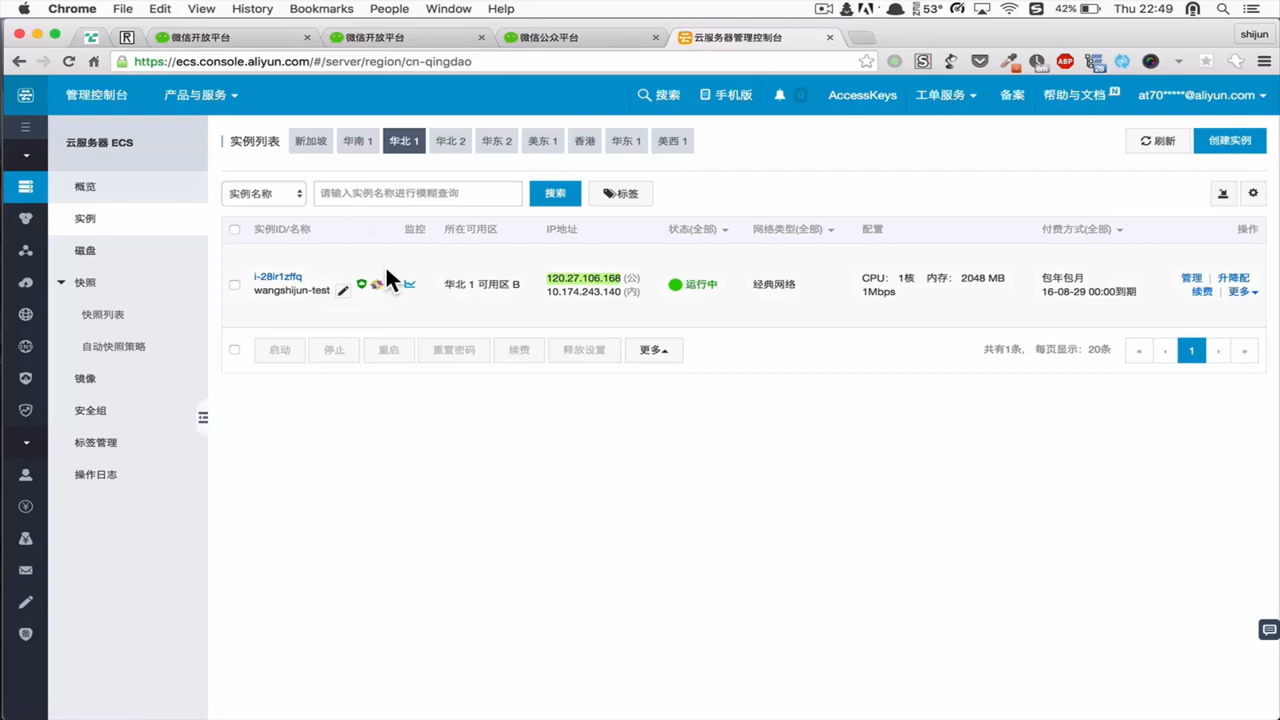 Chrome File Edit View History Bookmarks People Window Help 53° 42% Thu 22:49
微信开放平台 微信开放平台 微信公众平台 云服务器管理控制台 shijun
https://ecs.console.aliyun.com/#/server/region/cn-qingdao
管理控制台 产品与服务 搜索 手机版 0 AccessKeys 工单服务 备案 帮助与文档 N at70*****@aliyun.com
云服务器 ECS
概览
实例
磁盘
快照
快照列表
自动快照策略
镜像
安全组
标签管理
操作日志
实例列表 新加坡 华南 1 华北 1 华北 2 华东 2 美东 1 香港 华东 1 美西 1 刷新 创建实例
实例名称 请输入实例名称进行模糊查询 搜索 标签
实例ID/名称 监控 所在可用区 IP地址 状态(全部) 网络类型(全部) 配置 付费方式(全部) 操作
i-28ir1zffq 120.27.106.168 (公) CPU: 1核 内存: 2048 MB 包年包月 管理 升降配
wangshijun-test 华北 1 可用区 B 10.174.243.140 (内) 运行中 经典网络 1Mbps 16-08-29 00:00到期 续费 更多
启动 停止 重启 重置密码 续费 释放设置 更多 共有1条, 每页显示: 20条 « ‹ 1 › »